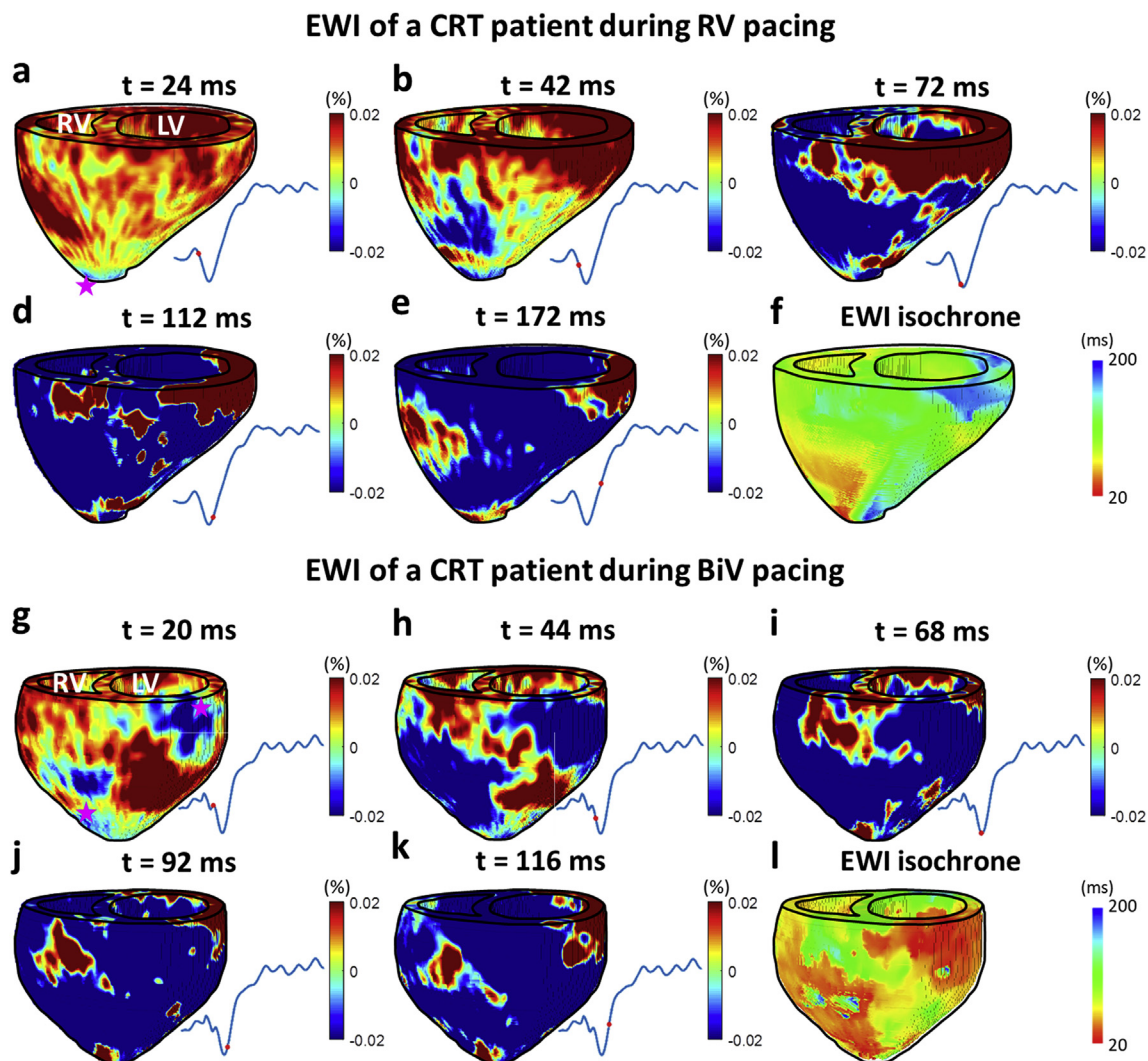 EWI of a CRT patient during RV pacing
a
t = 24 ms
(%)
RV
LV
0.02
0
-0.02
b
t = 42 ms
(%)
0.02
0
-0.02
t = 72 ms
(%)
0.02
0
-0.02
d
t = 112 ms
(%)
0.02
0
-0.02
e
t = 172 ms
(%)
0.02
0
-0.02
f
EWI isochrone
(ms)
200
20
EWI of a CRT patient during BiV pacing
g
t = 20 ms
(%)
RV
LV
0.02
0
-0.02
h
t = 44 ms
(%)
0.02
0
-0.02
i
t = 68 ms
(%)
0.02
0
-0.02
j
t = 92 ms
(%)
0.02
0
-0.02
k
t = 116 ms
(%)
0.02
0
-0.02
l
EWI isochrone
(ms)
200
20